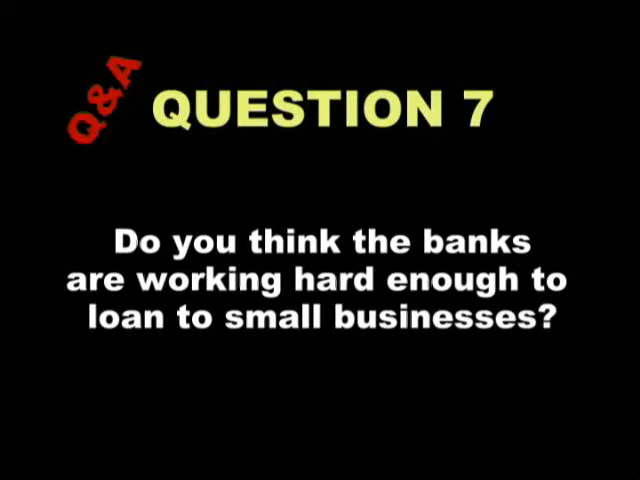 Q&A
QUESTION 7
Do you think the banks
are working hard enough to
loan to small businesses?